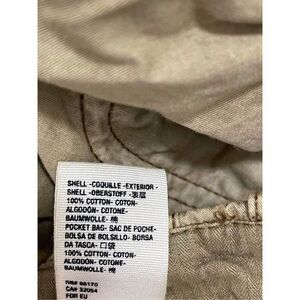 SHELL -COQUILLE -EXTERIOR -
SHELL -OBERSTOFF -表層
100% COTTON- COTON-
ALGODÓN- COTONE-
BAUMWOLLE- 棉
POCKET BAG- SAC DE POCHE-
BOLSA DE BOLSILLO- BORSA
DA TASCA- 口袋
100% COTTON- COTON-
ALGODÓN- COTONE-
BAUMWOLLE- 棉
RN# 66170
CA# 32054
FOR EU